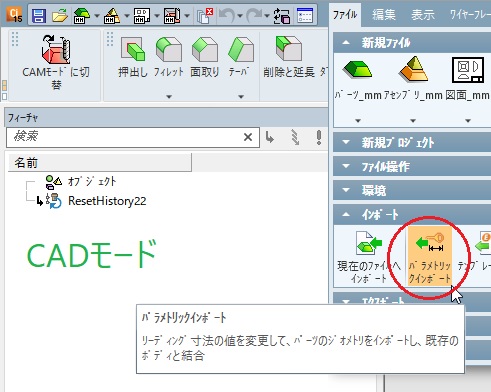 15
CADモードに切
替
押出し
フィレット
面取り
テーパ
削除と延長
フィーチャ
検索
名前
オブジェクト
ResetHistory22
CADモード
ファイル
編集
表示
ワイヤーフレー
新規ファイル
パーツ_mm
アセンブリ_mm
図面_mm
新規プロジェクト
ファイル操作
環境
インポート
現在のファイルへ
インポート
パラメトリッ
クインポート
テンプレー
エクスポート
パラメトリックインポート
リーディング寸法の値を変更して、パーツのジオメトリをインポートし、既存の
ボディと結合